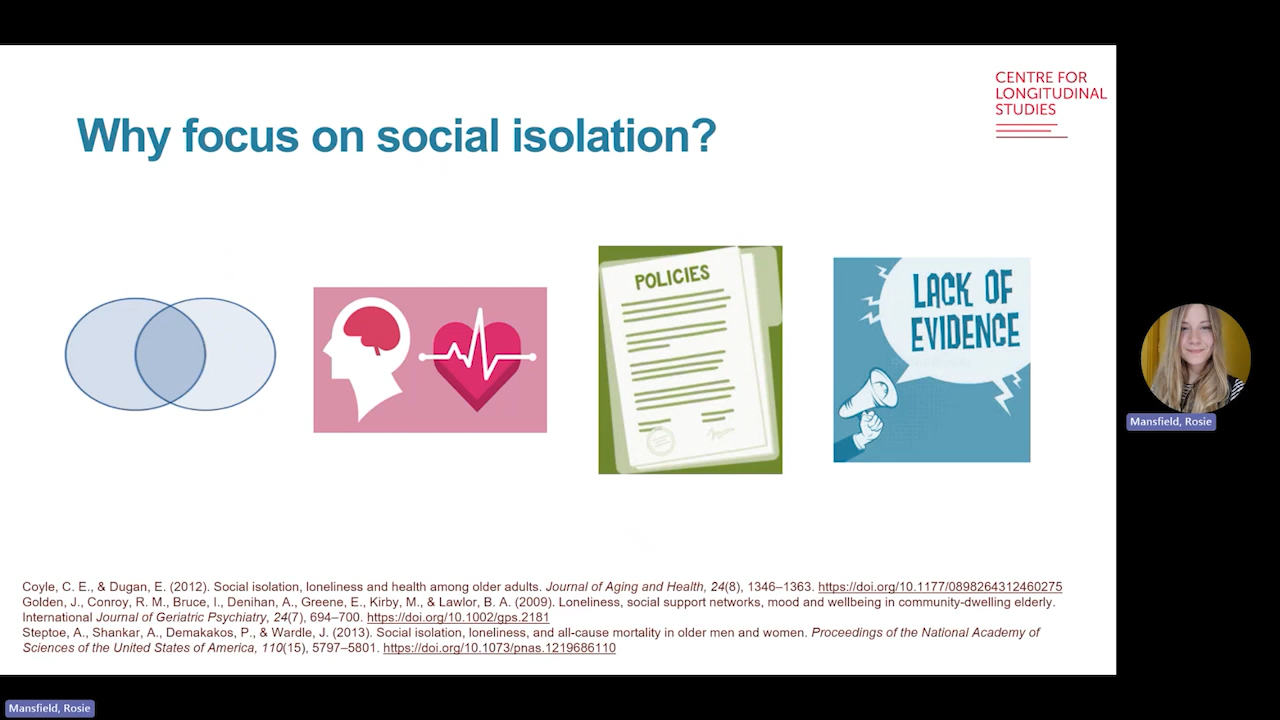 CENTRE FOR
LONGITUDINAL
STUDIES
Why focus on social isolation?
POLICIES
LACK OF
EVIDENCE
Mansfield, Rosie
Coyle, C. E., & Dugan, E. (2012). Social isolation, loneliness and health among older adults. Journal of Aging and Health, 24(8), 1346–1363. https://doi.org/10.1177/0898264312460275
Golden, J., Conroy, R. M., Bruce, I., Denihan, A., Greene, E., Kirby, M., & Lawlor, B. A. (2009). Loneliness, social support networks, mood and wellbeing in community-dwelling elderly.
International Journal of Geriatric Psychiatry, 24(7), 694–700. https://doi.org/10.1002/gps.2181
Steptoe, A., Shankar, A., Demakakos, P., & Wardle, J. (2013). Social isolation, loneliness, and all-cause mortality in older men and women. Proceedings of the National Academy of
Sciences of the United States of America, 110(15), 5797–5801. https://doi.org/10.1073/pnas.1219686110
Mansfield, Rosie